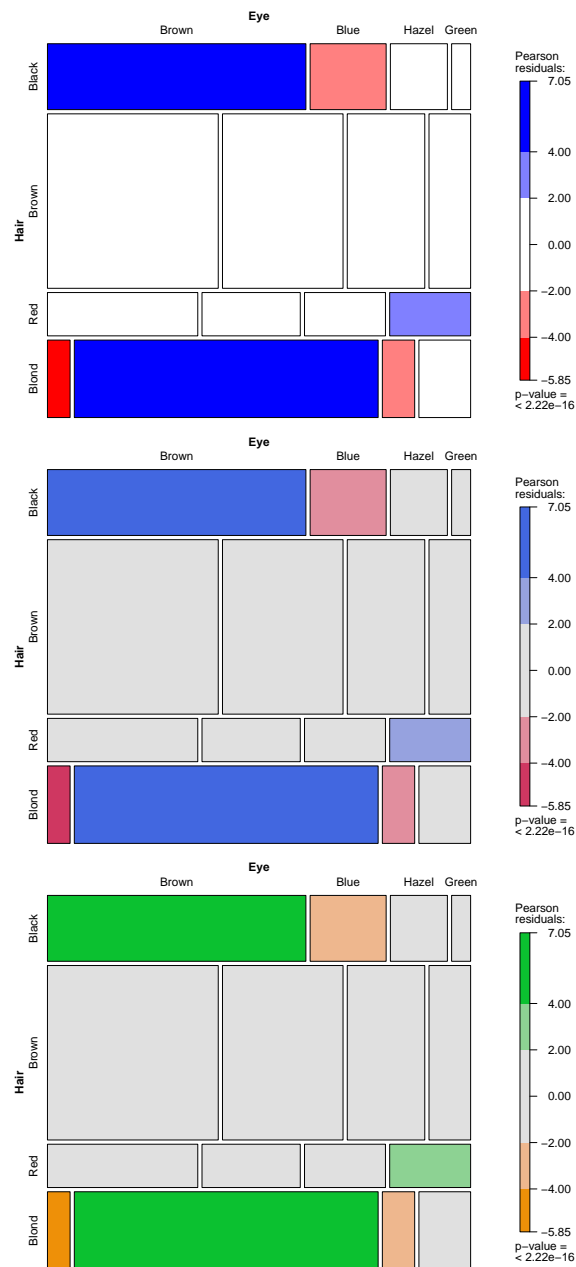 Eye
Brown Blue Hazel Green
Hair
Black
Brown
Red
Blond
Pearson
residuals:
7.05
4.00
2.00
0.00
−2.00
−4.00
−5.85
p−value =
< 2.22e−16
Eye
Brown Blue Hazel Green
Hair
Black
Brown
Red
Blond
Pearson
residuals:
7.05
4.00
2.00
0.00
−2.00
−4.00
−5.85
p−value =
< 2.22e−16
Eye
Brown Blue Hazel Green
Hair
Black
Brown
Red
Blond
Pearson
residuals:
7.05
4.00
2.00
0.00
−2.00
−4.00
−5.85
p−value =
< 2.22e−16